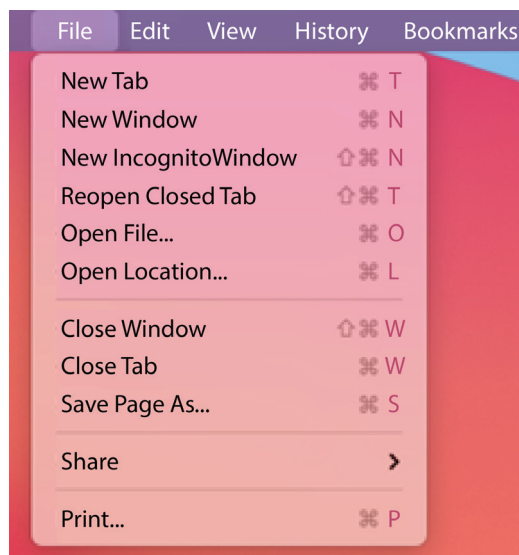 File Edit View History Bookmarks
New Tab ⌘ T
New Window ⌘ N
New IncognitoWindow ⇧⌘ N
Reopen Closed Tab ⇧⌘ T
Open File... ⌘ O
Open Location... ⌘ L
Close Window ⇧⌘ W
Close Tab ⌘ W
Save Page As... ⌘ S
Share >
Print... ⌘ P